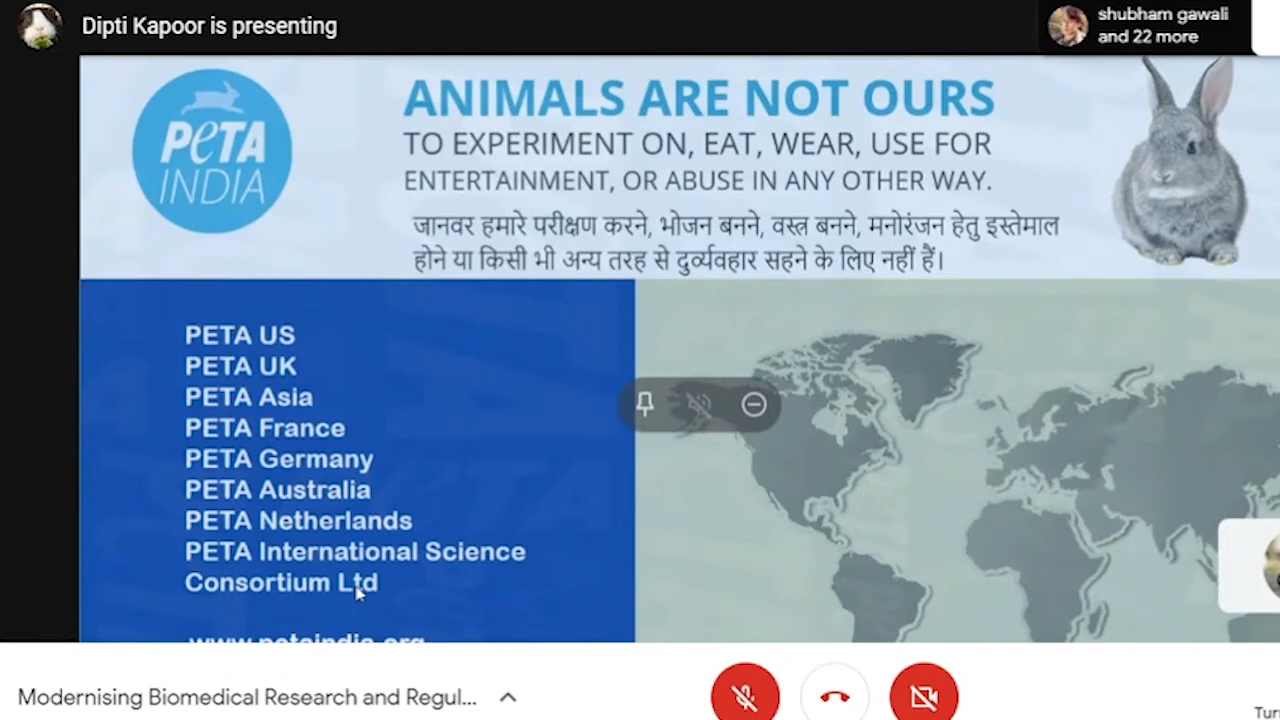 Dipti Kapoor is presenting
shubham gawali
and 22 more
PETA
INDIA
ANIMALS ARE NOT OURS
TO EXPERIMENT ON, EAT, WEAR, USE FOR
ENTERTAINMENT, OR ABUSE IN ANY OTHER WAY.
जानवर हमारे परीक्षण करने, भोजन बनने, वस्त्र बनने, मनोरंजन हेतु इस्तेमाल
होने या किसी भी अन्य तरह से दुर्व्यवहार सहने के लिए नहीं हैं।
PETA US
PETA UK
PETA Asia
PETA France
PETA Germany
PETA Australia
PETA Netherlands
PETA International Science
Consortium Ltd
www.petaindia.org
Modernising Biomedical Research and Regul...